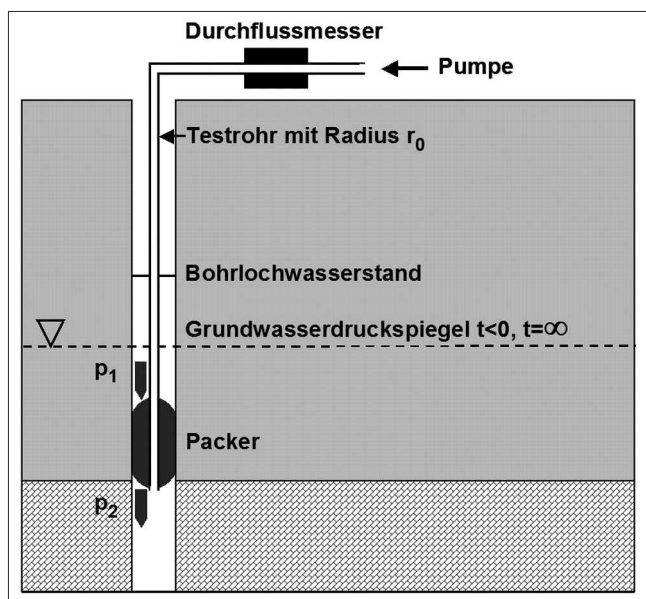 Durchflussmesser
Pumpe
Testrohr mit Radius r₀
Bohrlochwasserstand
Grundwasserdruckspiegel t<0, t=∞
p₁
Packer
p₂